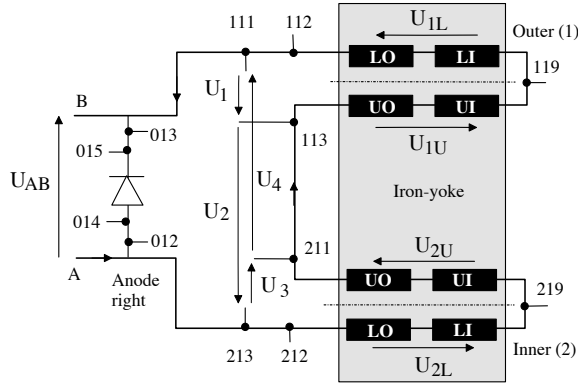 111 112 U1L Outer (1)
LO LI
119
B U1
UO UI
013 U1U
113
015
UAB U4
U2 Iron-yoke
014 211
012 U2U
A Anode right U3
UO UI 219
LO LI
213 212 Inner (2)
U2L